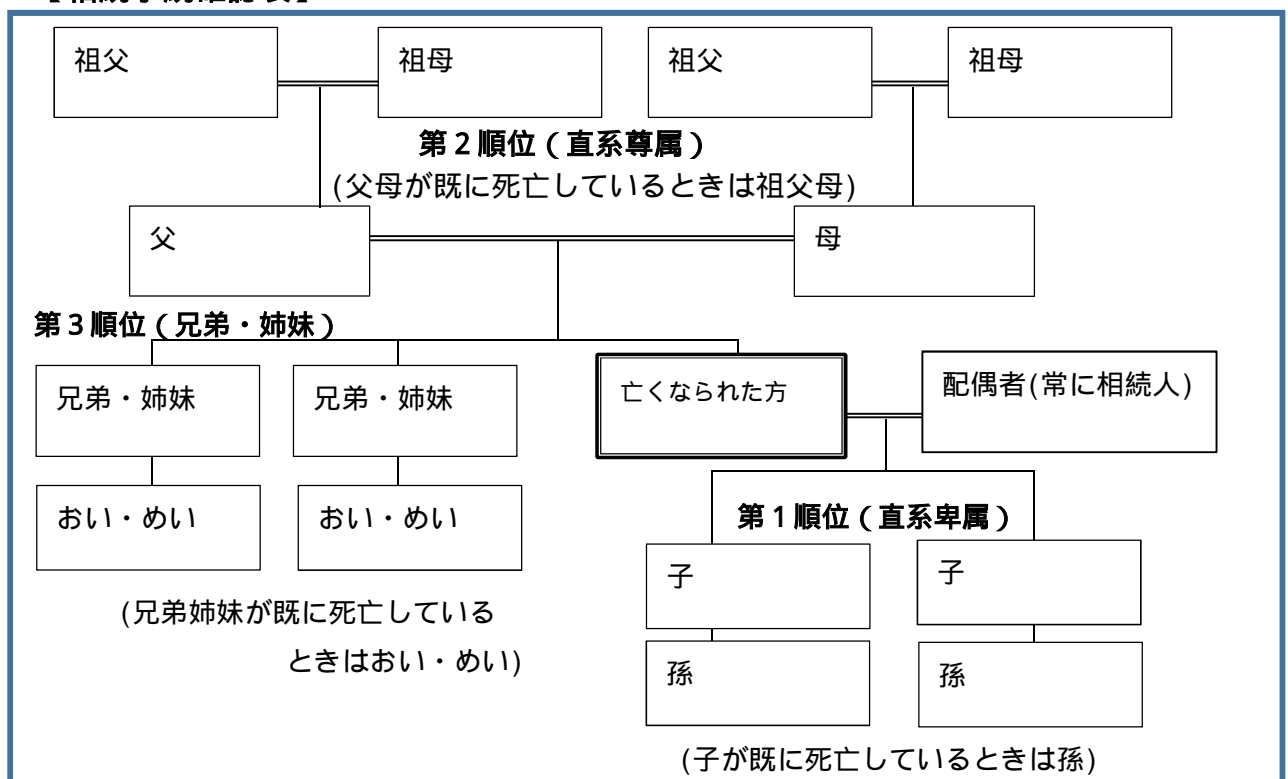 祖父
祖母
祖父
祖母
第２順位（直系尊属）
(父母が既に死亡しているときは祖父母)
父
母
第３順位（兄弟・姉妹）
兄弟・姉妹
兄弟・姉妹
亡くなられた方
配偶者(常に相続人)
おい・めい
おい・めい
第１順位（直系卑属）
子
子
(兄弟姉妹が既に死亡している
ときはおい・めい)
孫
孫
(子が既に死亡しているときは孫)